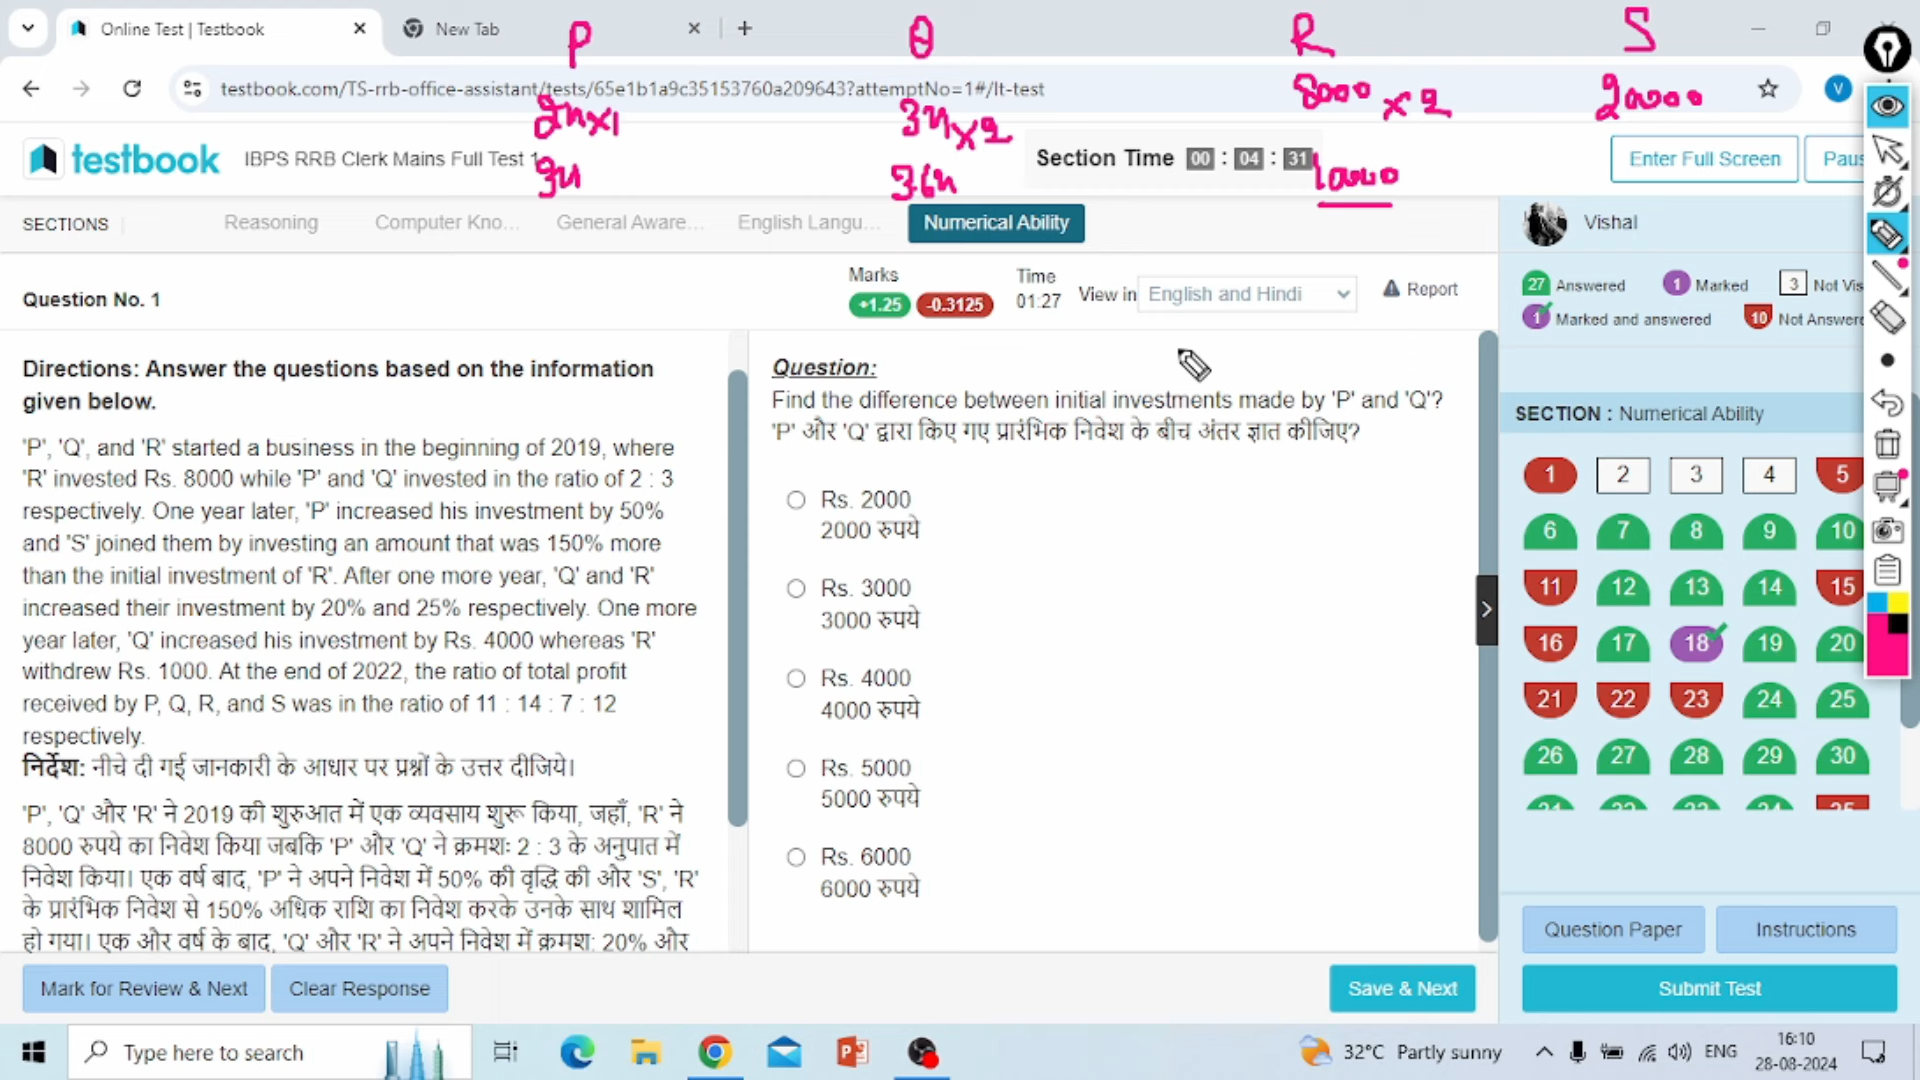 Online Test | Testbook
New Tab
P
Q
R
S
testbook.com/TS-rrb-office-assistant/tests/65e1b1a9c35153760a209643?attemptNo=1#/lt-test
V
2x×1
3x×2
8000 ×2
20000
3x
3.6x
10000
testbook
IBPS RRB Clerk Mains Full Test 1
Section Time 00 : 04 : 31
Enter Full Screen
SECTIONS
Reasoning
Computer Kno...
General Aware...
English Langu...
Numerical Ability
Vishal
Question No. 1
Marks
+1.25 -0.3125
Time
01:27
View in English and Hindi
Report
27 Answered
1 Marked
3
1 Marked and answered
10
Directions: Answer the questions based on the information
given below.
'P', 'Q', and 'R' started a business in the beginning of 2019, where
'R' invested Rs. 8000 while 'P' and 'Q' invested in the ratio of 2 : 3
respectively. One year later, 'P' increased his investment by 50%
and 'S' joined them by investing an amount that was 150% more
than the initial investment of 'R'. After one more year, 'Q' and 'R'
increased their investment by 20% and 25% respectively. One more
year later, 'Q' increased his investment by Rs. 4000 whereas 'R'
withdrew Rs. 1000. At the end of 2022, the ratio of total profit
received by P, Q, R, and S was in the ratio of 11 : 14 : 7 : 12
respectively.
निर्देश: नीचे दी गई जानकारी के आधार पर प्रश्नों के उत्तर दीजिये।
'P', 'Q' और 'R' ने 2019 की शुरुआत में एक व्यवसाय शुरू किया, जहाँ, 'R' ने
8000 रुपये का निवेश किया जबकि 'P' और 'Q' ने क्रमशः 2 : 3 के अनुपात में
निवेश किया। एक वर्ष बाद, 'P' ने अपने निवेश में 50% की वृद्धि की और 'S', 'R'
के प्रारंभिक निवेश से 150% अधिक राशि का निवेश करके उनके साथ शामिल
हो गया। एक और वर्ष के बाद, 'Q' और 'R' ने अपने निवेश में क्रमश: 20% और
Question:
Find the difference between initial investments made by 'P' and 'Q'?
'P' और 'Q' द्वारा किए गए प्रारंभिक निवेश के बीच अंतर ज्ञात कीजिए?
Rs. 2000
2000 रुपये
Rs. 3000
3000 रुपये
Rs. 4000
4000 रुपये
Rs. 5000
5000 रुपये
Rs. 6000
6000 रुपये
SECTION : Numerical Ability
1 2 3 4 5
6 7 8 9 10
11 12 13 14 15
16 17 18 19 20
21 22 23 24 25
26 27 28 29 30
Question Paper
Instructions
Mark for Review & Next
Clear Response
Save & Next
Submit Test
Type here to search
32°C Partly sunny
ENG
16:10
28-08-2024